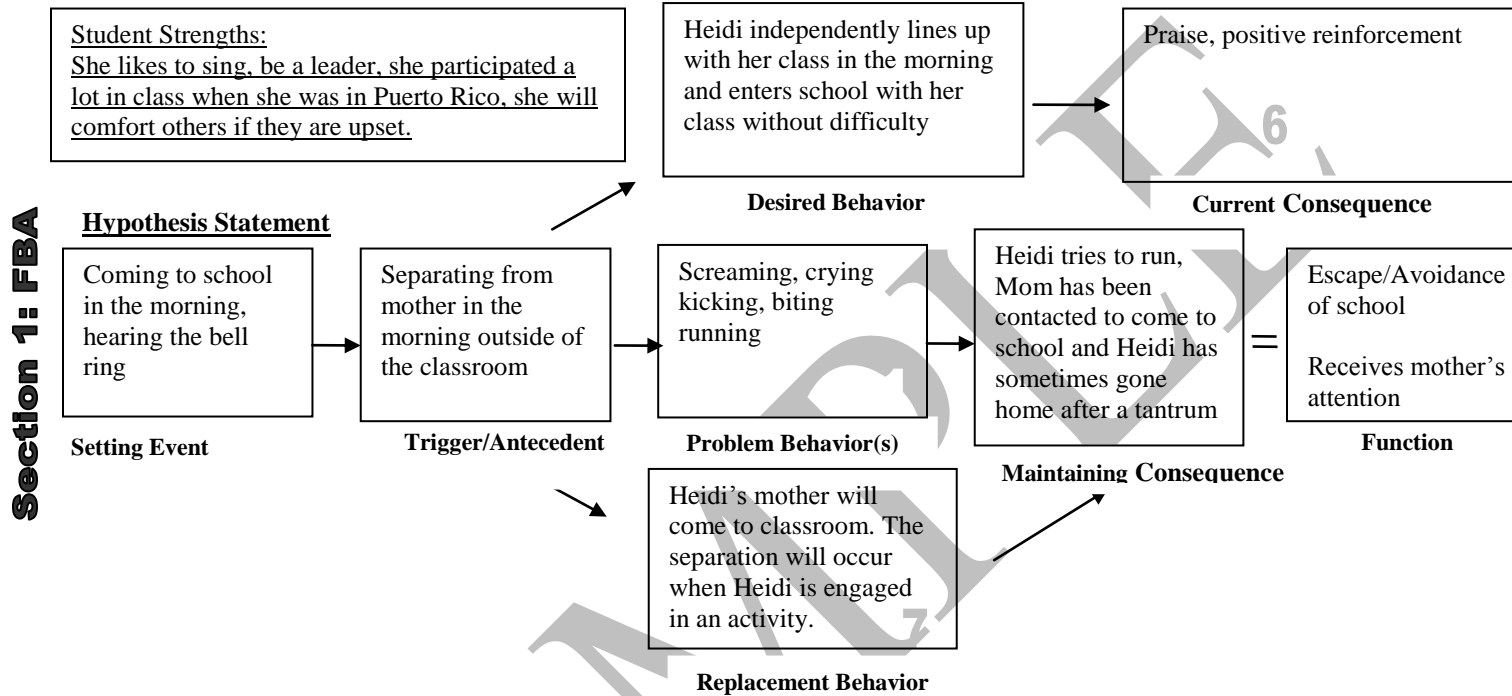 Student Strengths:
She likes to sing, be a leader, she participated a
lot in class when she was in Puerto Rico, she will
comfort others if they are upset.
Heidi independently lines up
with her class in the morning
and enters school with her
class without difficulty
Desired Behavior
Praise, positive reinforcement
6
Current Consequence
Section 1: FBA
Hypothesis Statement
Coming to school
in the morning,
hearing the bell
ring
Setting Event
Separating from
mother in the
morning outside of
the classroom
Trigger/Antecedent
Screaming, crying
kicking, biting
running
Problem Behavior(s)
Heidi tries to run,
Mom has been
contacted to come to
school and Heidi has
sometimes gone
home after a tantrum
Maintaining Consequence
=
Escape/Avoidance
of school
Receives mother’s
attention
Function
Heidi’s mother will
come to classroom. The
separation will occur
when Heidi is engaged
in an activity.
7
Replacement Behavior